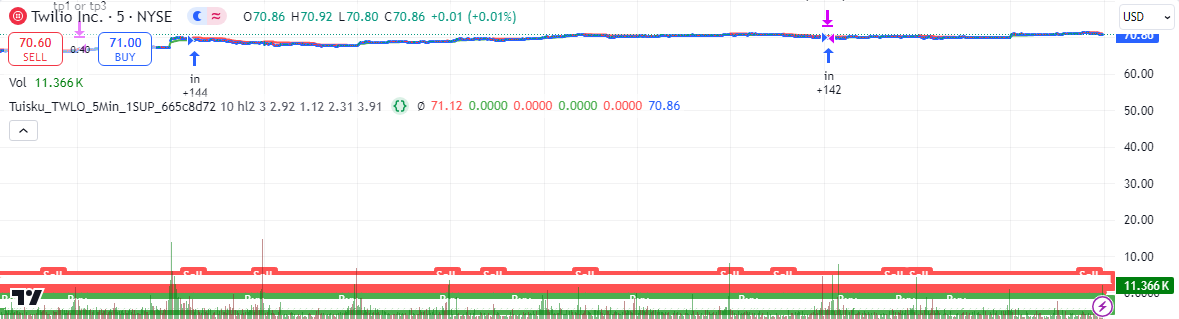 tp1 or tp3
Twilio Inc. · 5 · NYSE
O70.86 H70.92 L70.80 C70.86 +0.01 (+0.01%)
USD
70.60
SELL
0.40
71.00
BUY
70.86
in
+144
in
+142
Vol 11.366 K
Tuisku_TWLO_5Min_1SUP_665c8d72 10 hl2 3 2.92 1.12 2.31 3.91 {} Ø 71.12 0.0000 0.0000 0.0000 0.0000 70.86
60.00
50.00
40.00
30.00
20.00
10.00
Sell Sell Sell Sell Sell Sell Sell Sell Sell Sell Sell
11.366 K